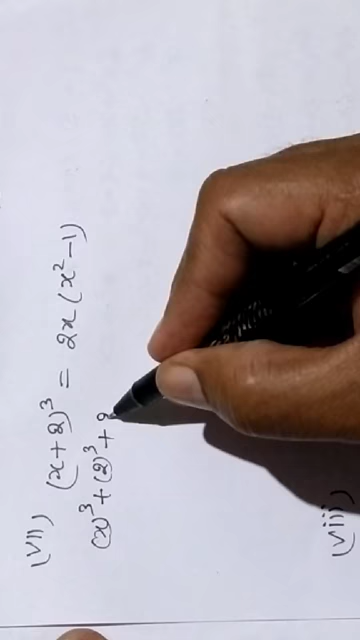 (vii) (x+2)³ = 2x(x²-1)
(x)³+(2)³+
(viii)